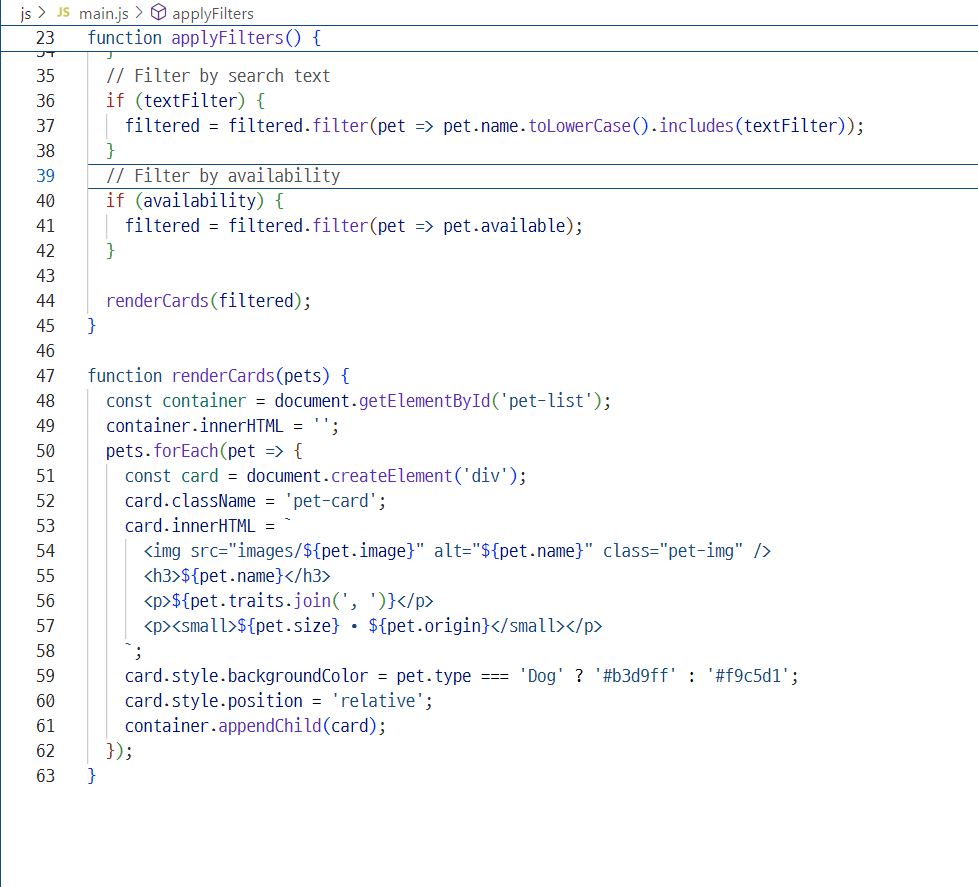 js > JS main.js > applyFilters
23 function applyFilters() {
34 }
35 // Filter by search text
36 if (textFilter) {
37 filtered = filtered.filter(pet => pet.name.toLowerCase().includes(textFilter));
38 }
39 // Filter by availability
40 if (availability) {
41 filtered = filtered.filter(pet => pet.available);
42 }
43
44 renderCards(filtered);
45 }
46
47 function renderCards(pets) {
48 const container = document.getElementById('pet-list');
49 container.innerHTML = '';
50 pets.forEach(pet => {
51 const card = document.createElement('div');
52 card.className = 'pet-card';
53 card.innerHTML = `
54 <img src="images/${pet.image}" alt="${pet.name}" class="pet-img" />
55 <h3>${pet.name}</h3>
56 <p>${pet.traits.join(', ')}</p>
57 <p><small>${pet.size} • ${pet.origin}</small></p>
58 `;
59 card.style.backgroundColor = pet.type === 'Dog' ? '#b3d9ff' : '#f9c5d1';
60 card.style.position = 'relative';
61 container.appendChild(card);
62 });
63 }